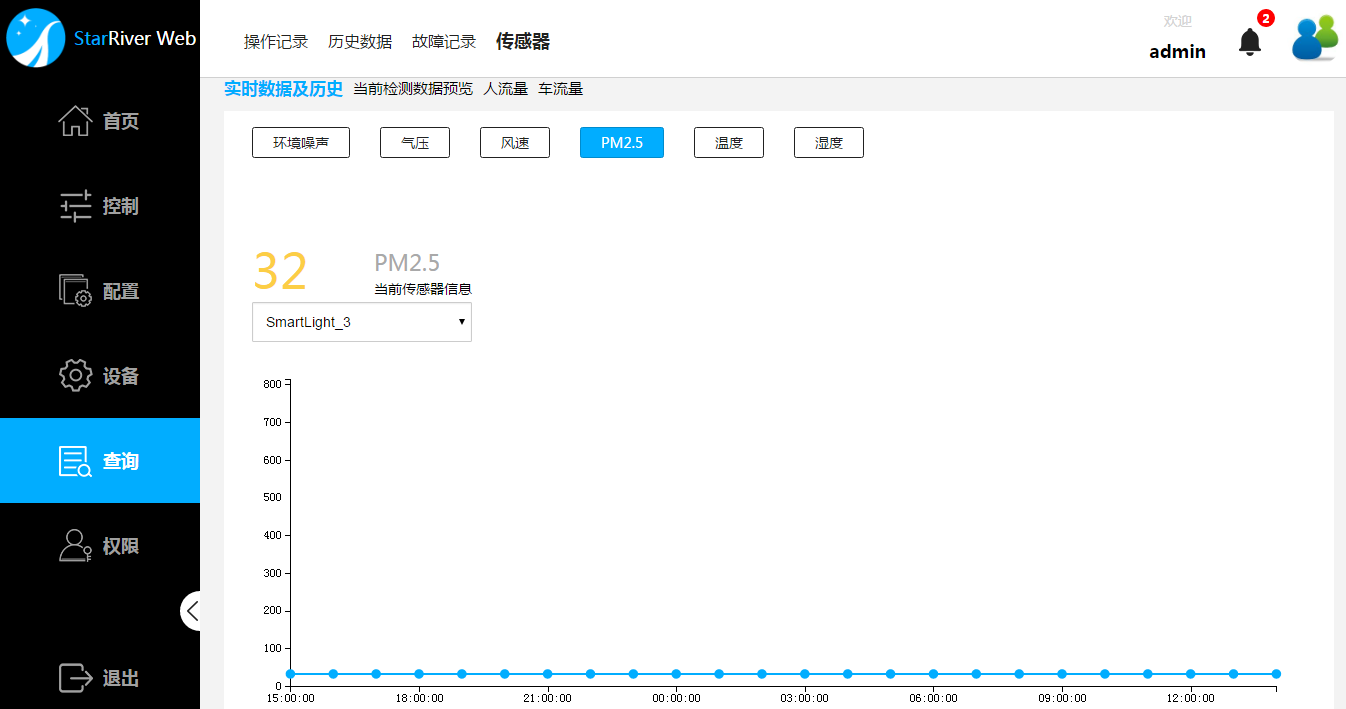 StarRiver Web
首页
控制
配置
设备
查询
权限
退出
操作记录 历史数据 故障记录 传感器
欢迎
admin
2
实时数据及历史 当前检测数据预览 人流量 车流量
环境噪声 气压 风速 PM2.5 温度 湿度
32
PM2.5
当前传感器信息
SmartLight_3
800
700
600
500
400
300
200
100
0
15:00:00 18:00:00 21:00:00 00:00:00 03:00:00 06:00:00 09:00:00 12:00:00